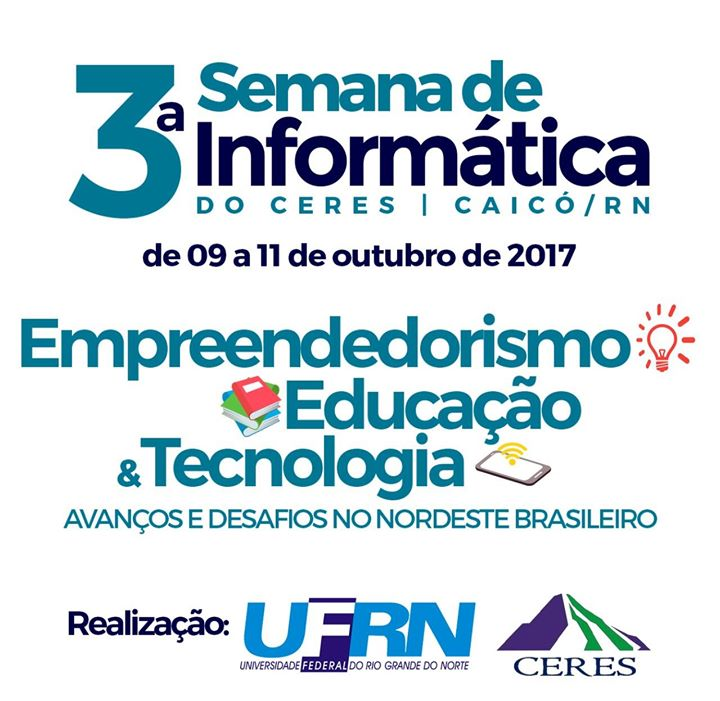 3ª Semana de
Informática
DO CERES | CAICÓ/RN
de 09 a 11 de outubro de 2017
Empreendedorismo
Educação
& Tecnologia
AVANÇOS E DESAFIOS NO NORDESTE BRASILEIRO
Realização:
UFRN
UNIVERSIDADE FEDERAL DO RIO GRANDE DO NORTE
CERES